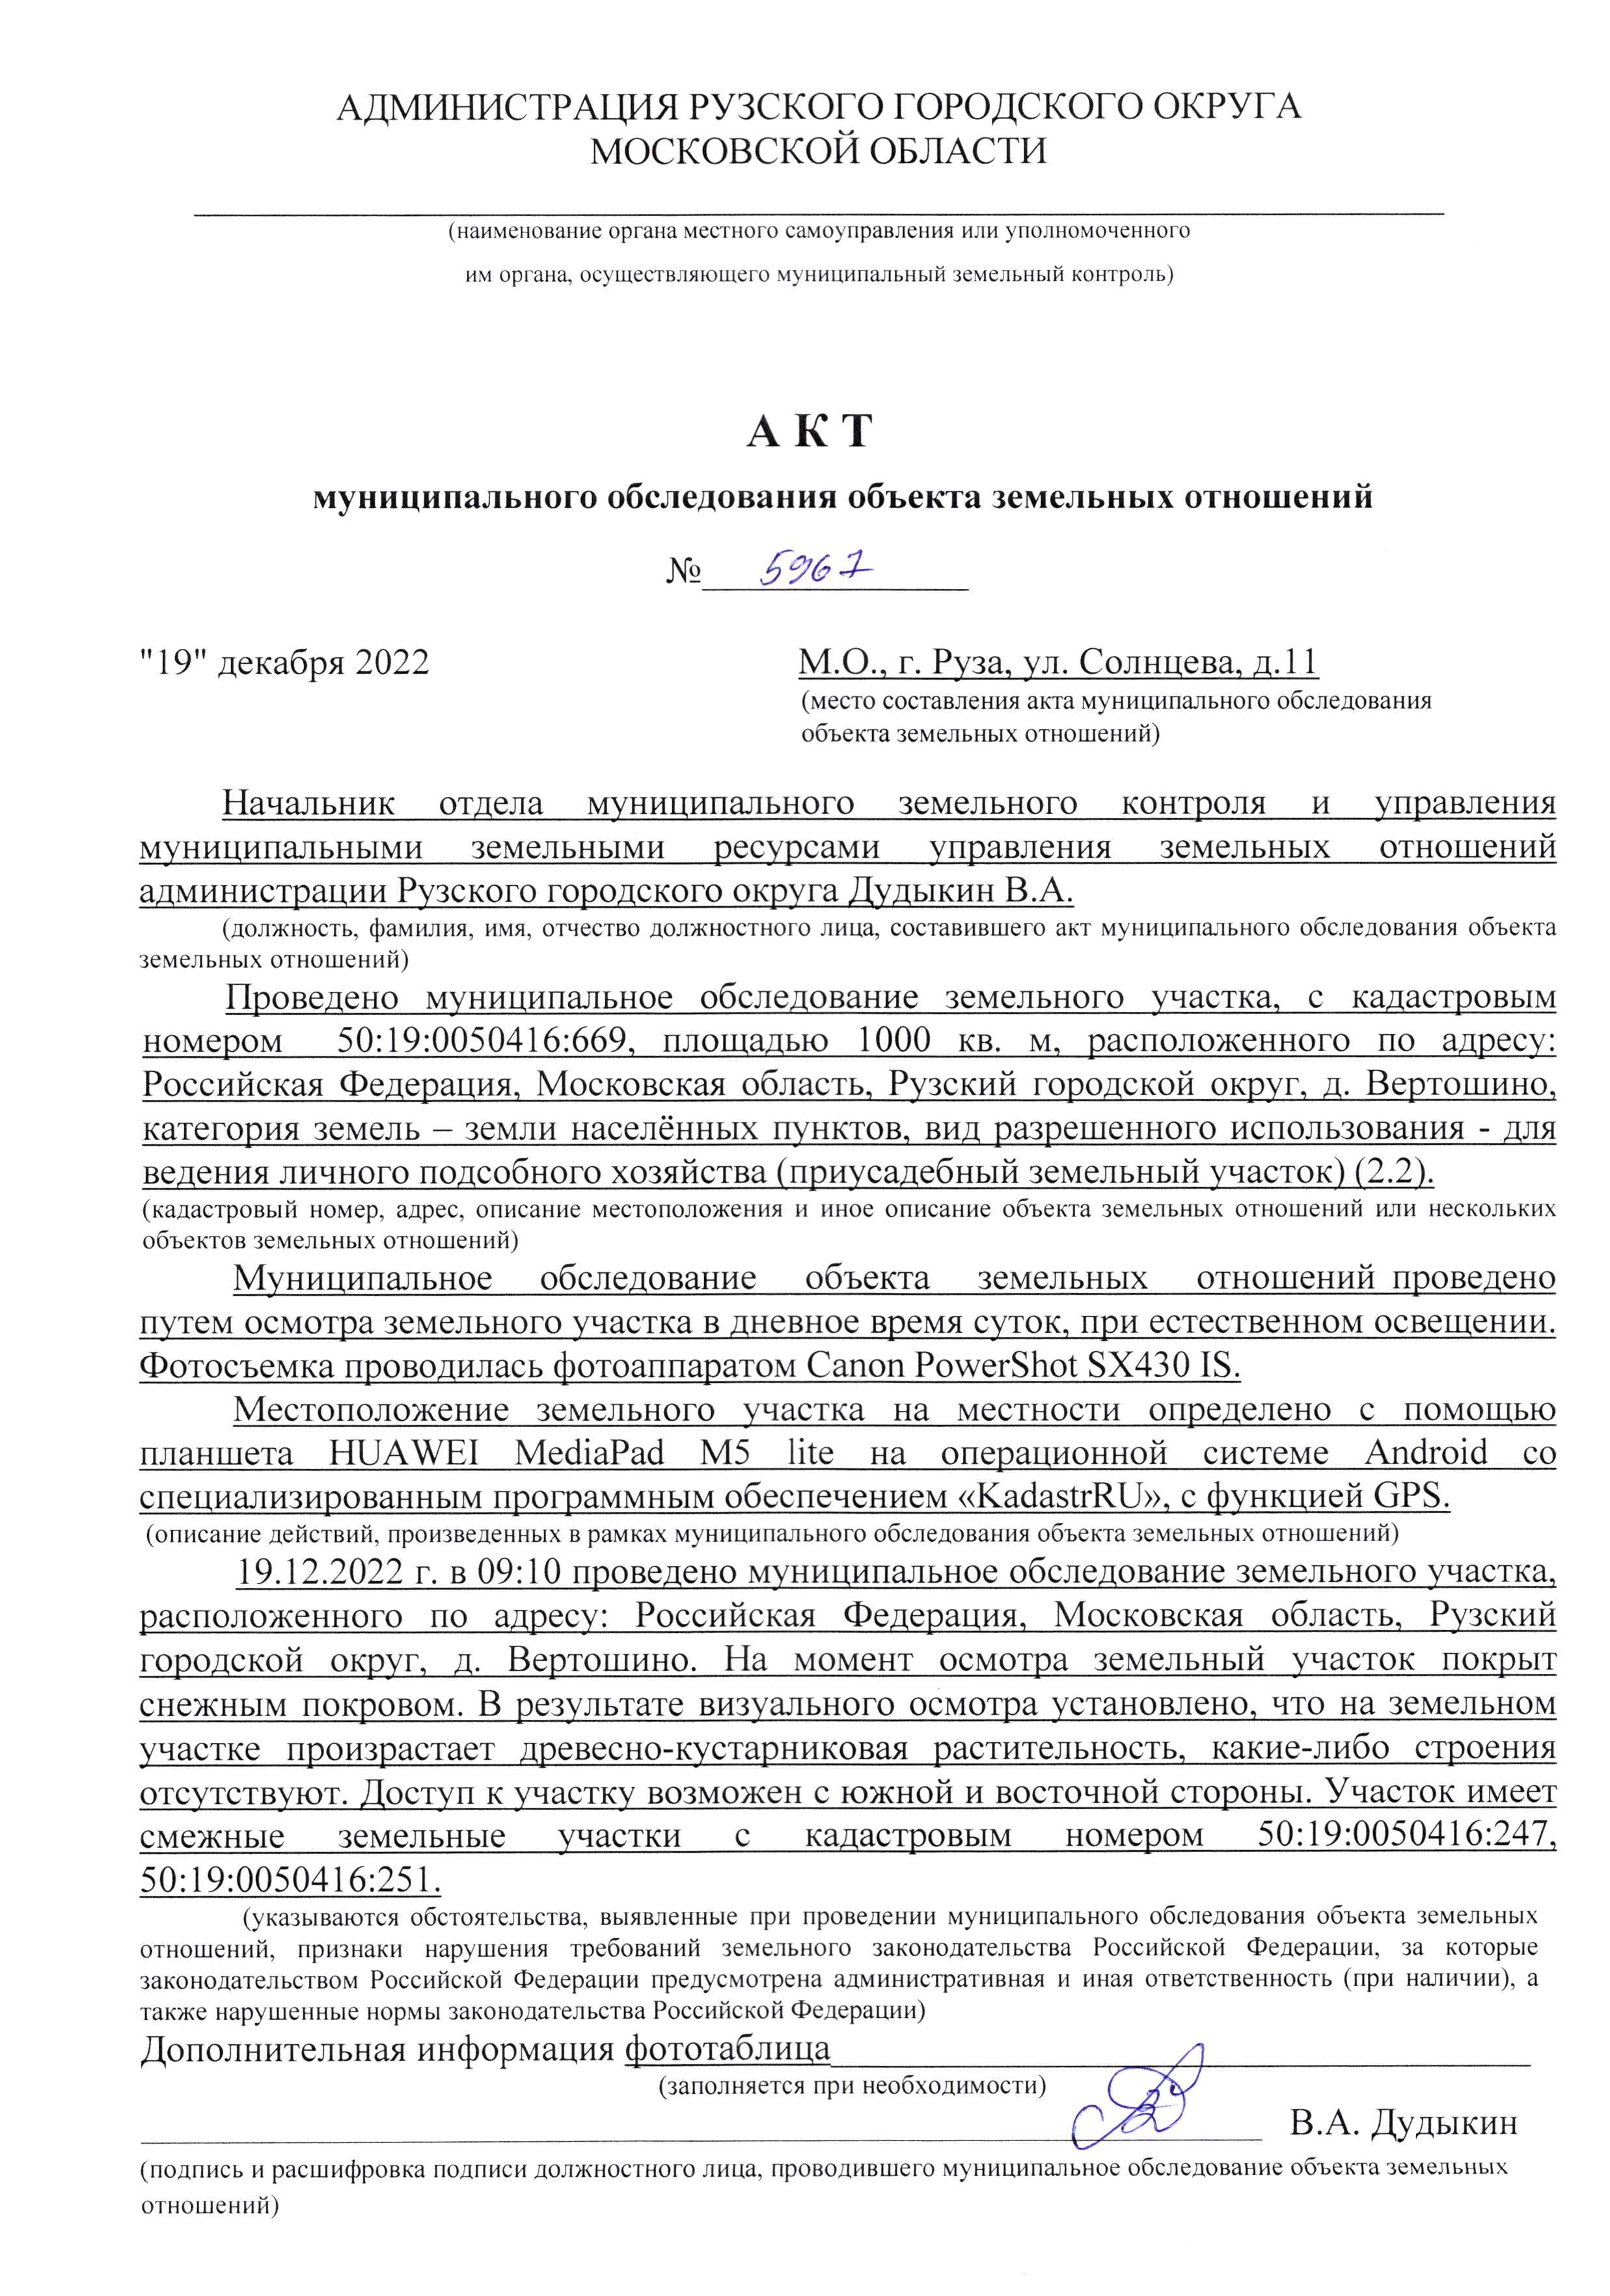 АДМИНИСТРАЦИЯ РУЗСКОГО ГОРОДСКОГО ОКРУГА
МОСКОВСКОЙ ОБЛАСТИ
(наименование органа местного самоуправления или уполномоченного
им органа, осуществляющего муниципальный земельный контроль)
А К Т
муниципального обследования объекта земельных отношений
№ 5967
"19" декабря 2022 М.О., г. Руза, ул. Солнцева, д.11
(место составления акта муниципального обследования
объекта земельных отношений)
Начальник отдела муниципального земельного контроля и управления
муниципальными земельными ресурсами управления земельных отношений
администрации Рузского городского округа Дудыкин В.А.
(должность, фамилия, имя, отчество должностного лица, составившего акт муниципального обследования объекта
земельных отношений)
Проведено муниципальное обследование земельного участка, с кадастровым
номером 50:19:0050416:669, площадью 1000 кв. м, расположенного по адресу:
Российская Федерация, Московская область, Рузский городской округ, д. Вертошино,
категория земель – земли населённых пунктов, вид разрешенного использования - для
ведения личного подсобного хозяйства (приусадебный земельный участок) (2.2).
(кадастровый номер, адрес, описание местоположения и иное описание объекта земельных отношений или нескольких
объектов земельных отношений)
Муниципальное обследование объекта земельных отношений проведено
путем осмотра земельного участка в дневное время суток, при естественном освещении.
Фотосъемка проводилась фотоаппаратом Canon PowerShot SX430 IS.
Местоположение земельного участка на местности определено с помощью
планшета HUAWEI MediaPad M5 lite на операционной системе Android со
специализированным программным обеспечением «KadastrRU», с функцией GPS.
(описание действий, произведенных в рамках муниципального обследования объекта земельных отношений)
19.12.2022 г. в 09:10 проведено муниципальное обследование земельного участка,
расположенного по адресу: Российская Федерация, Московская область, Рузский
городской округ, д. Вертошино. На момент осмотра земельный участок покрыт
снежным покровом. В результате визуального осмотра установлено, что на земельном
участке произрастает древесно-кустарниковая растительность, какие-либо строения
отсутствуют. Доступ к участку возможен с южной и восточной стороны. Участок имеет
смежные земельные участки с кадастровым номером 50:19:0050416:247,
50:19:0050416:251.
(указываются обстоятельства, выявленные при проведении муниципального обследования объекта земельных
отношений, признаки нарушения требований земельного законодательства Российской Федерации, за которые
законодательством Российской Федерации предусмотрена административная и иная ответственность (при наличии), а
также нарушенные нормы законодательства Российской Федерации)
Дополнительная информация фототаблица
(заполняется при необходимости)
В.А. Дудыкин
(подпись и расшифровка подписи должностного лица, проводившего муниципальное обследование объекта земельных
отношений)